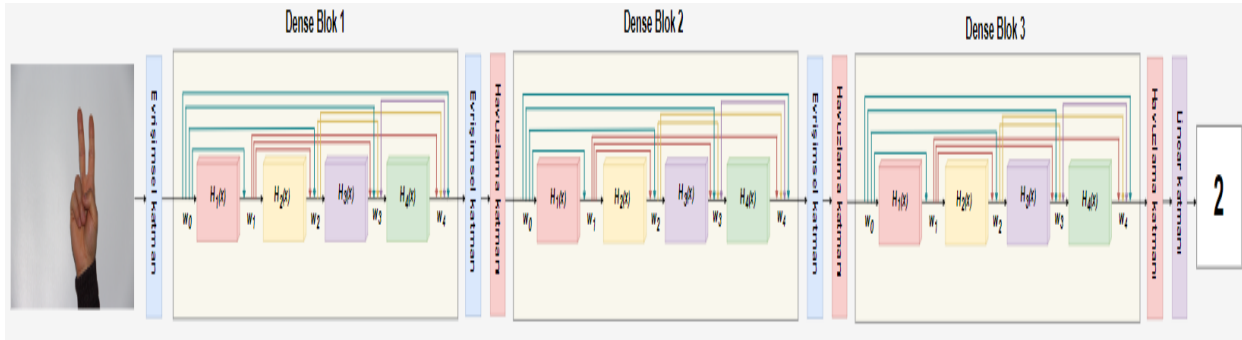 Dense Blok 1
Dense Blok 2
Dense Blok 3
Evrişimsel katman
W0
H1(x)
W1
H2(x)
W2
H3(x)
W3
H4(x)
W4
Evrişimsel katman
Havuzlama Katmanı
W0
H1(x)
W1
H2(x)
W2
H3(x)
W3
H4(x)
W4
Evrişimsel katman
Havuzlama Katmanı
W0
H1(x)
W1
H2(x)
W2
H3(x)
W3
H4(x)
W4
Havuzlama Katmanı
Linear katmanı
2